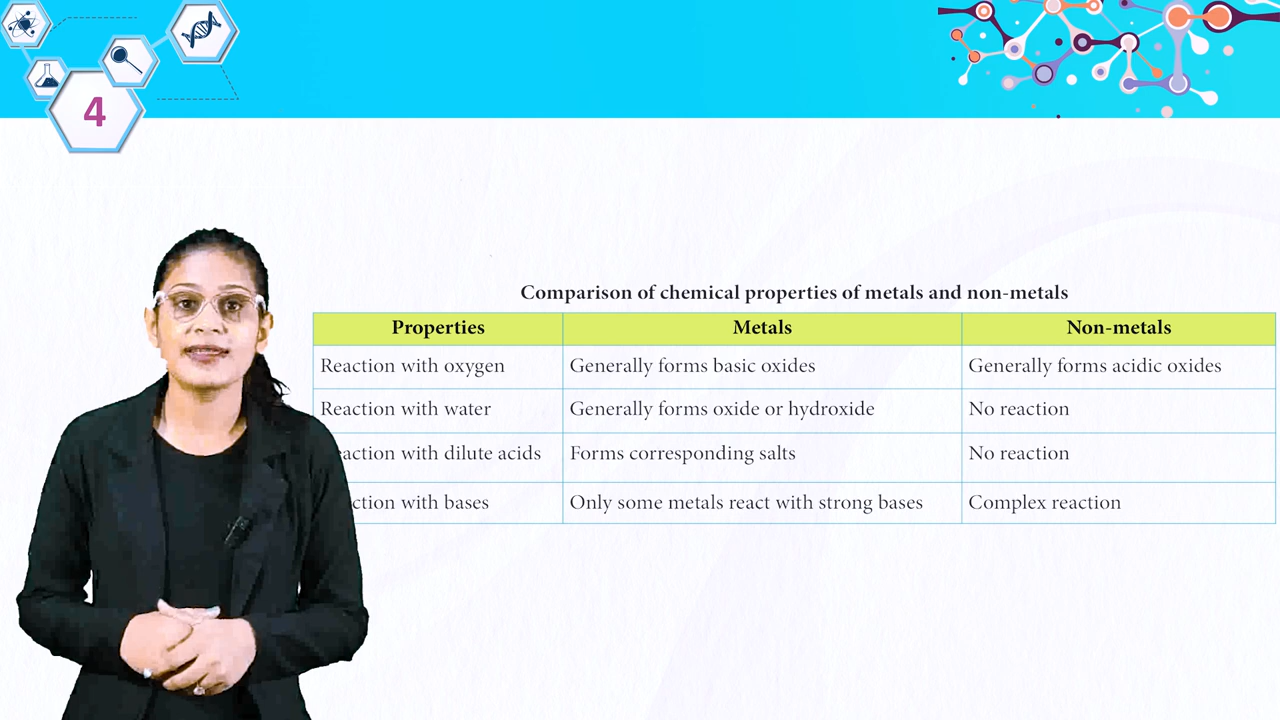 4
Comparison of chemical properties of metals and non-metals
Properties Metals Non-metals
Reaction with oxygen Generally forms basic oxides Generally forms acidic oxides
Reaction with water Generally forms oxide or hydroxide No reaction
with dilute acids Forms corresponding salts No reaction
with bases Only some metals react with strong bases Complex reaction